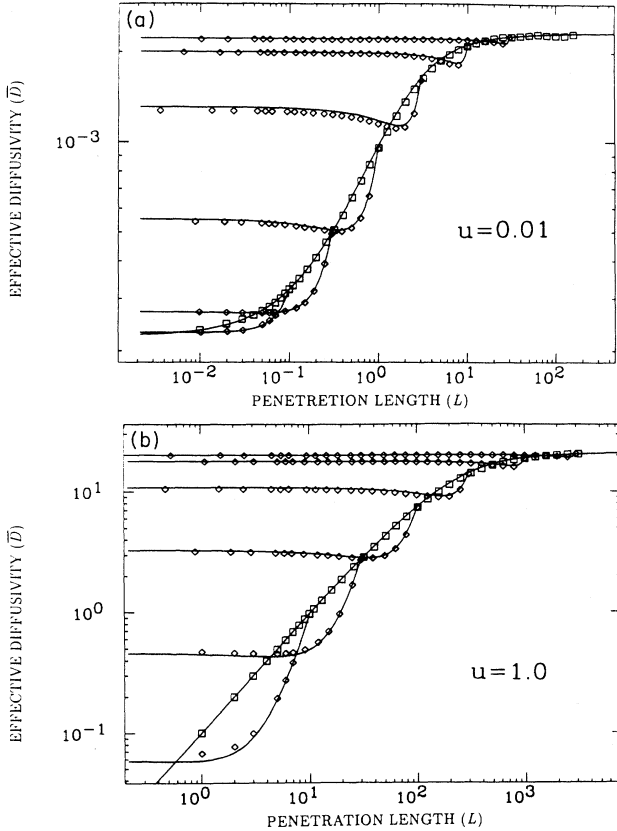 (a)
EFFECTIVE DIFFUSIVITY (D̅)
10⁻³
u=0.01
10⁻² 10⁻¹ 10⁰ 10¹ 10²
PENETRETION LENGTH (L)
(b)
EFFECTIVE DIFFUSIVITY (D̅)
10¹
10⁰
10⁻¹
u=1.0
10⁰ 10¹ 10² 10³
PENETRATION LENGTH (L)